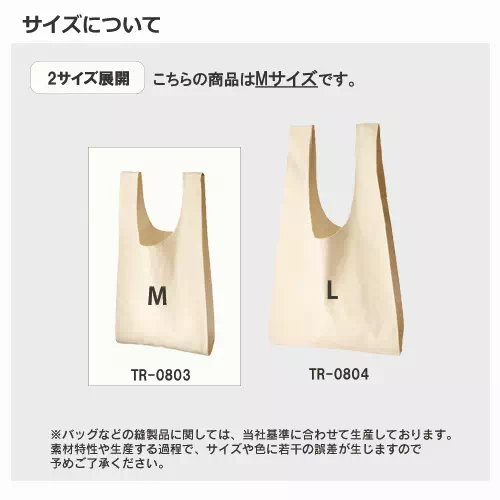 サイズについて
2サイズ展開 こちらの商品はMサイズです。
M
L
TR-0803
TR-0804
※バッグなどの縫製品に関しては、当社基準に合わせて生産しております。
素材特性や生産する過程で、サイズや色に若干の誤差が生じますので
予めご了承ください。